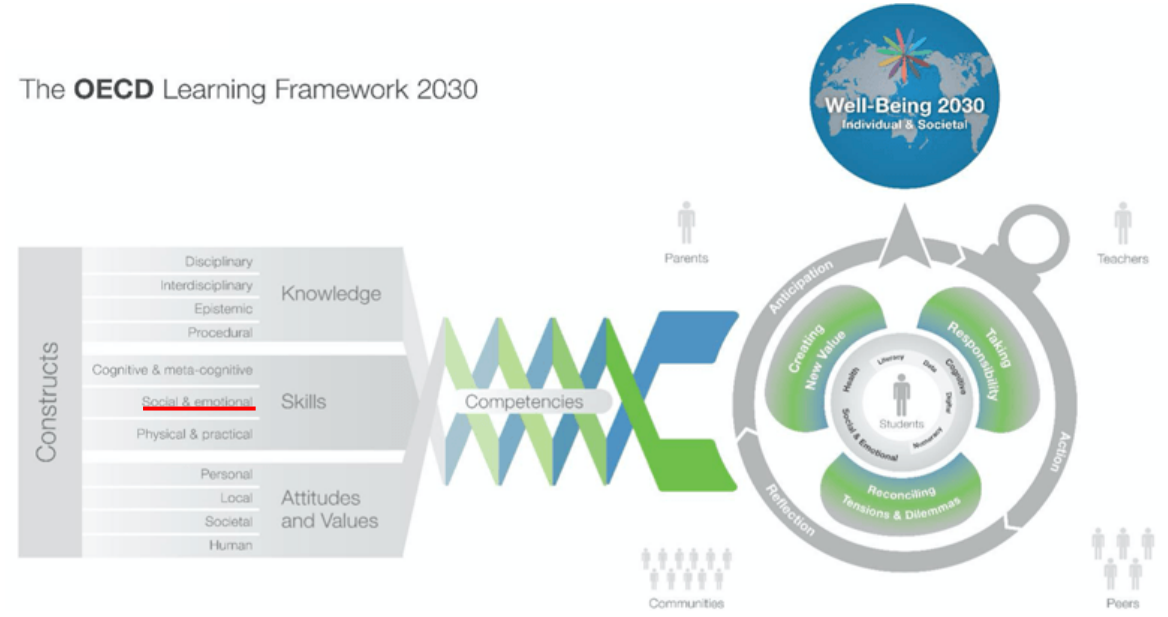 The OECD Learning Framework 2030
Well-Being 2030
Individual & Societal
Constructs
Disciplinary
Interdisciplinary
Epistemic
Procedural
Knowledge
Cognitive & meta-cognitive
Social & emotional
Physical & practical
Skills
Personal
Local
Societal
Human
Attitudes
and Values
Competencies
Parents
Teachers
Communities
Peers
Anticipation
Action
Reflection
Creating
New Value
Taking
Responsibility
Reconciling
Tensions & Dilemmas
Health
Literacy
Data
Cognitive
Digital
Numeracy
Social & Emotional
Students